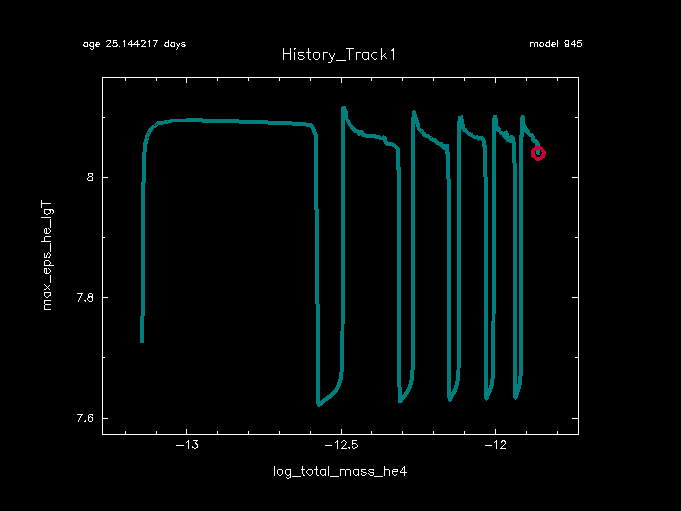 age 25.144217 days
model 945
History_Track1
max_eps_he_lgT
8
7.8
7.6
-13
-12.5
-12
log_total_mass_he4